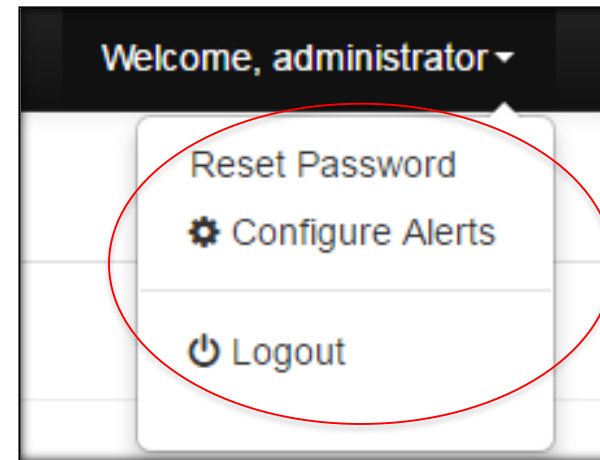 Welcome, administrator
Reset Password
Configure Alerts
Logout